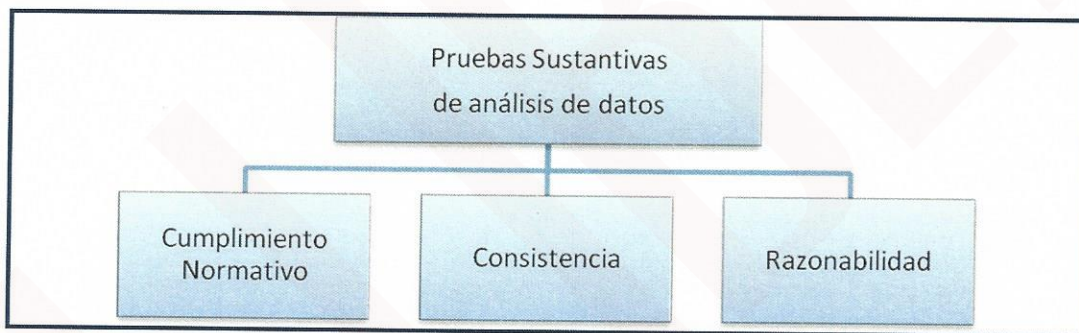 Pruebas Sustantivas
de análisis de datos
Cumplimiento
Normativo
Consistencia
Razonabilidad